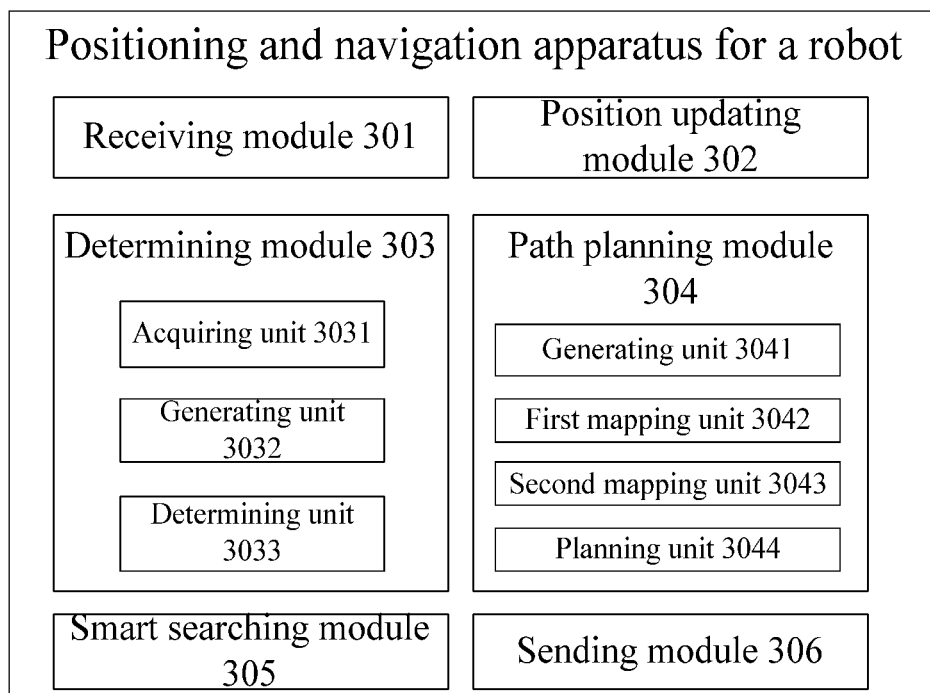 Positioning and navigation apparatus for a robot
Receiving module 301
Position updating
module 302
Determining module 303
Acquiring unit 3031
Generating unit
3032
Determining unit
3033
Path planning module
304
Generating unit 3041
First mapping unit 3042
Second mapping unit 3043
Planning unit 3044
Smart searching module
305
Sending module 306